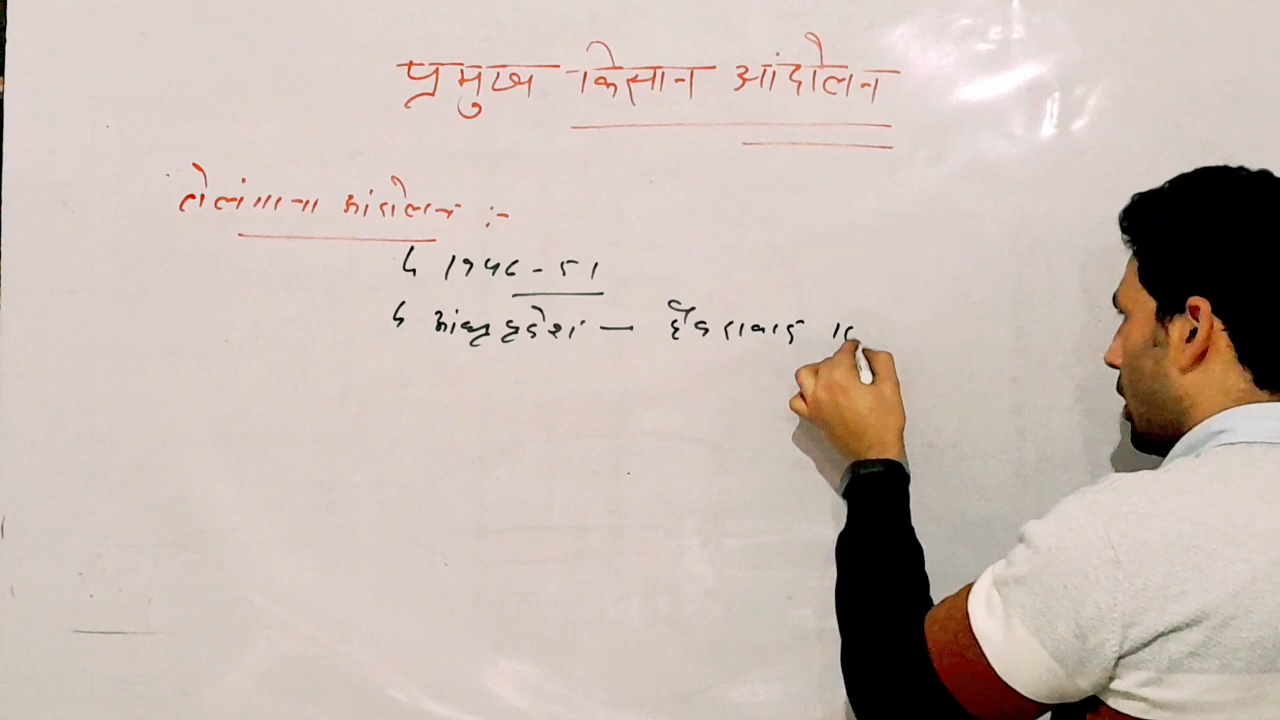 प्रमुख किसान आंदोलन
तेलंगाना आंदोलन :-
↳ 1946 - 51
↳ आंध्रप्रदेश — हैदराबाद